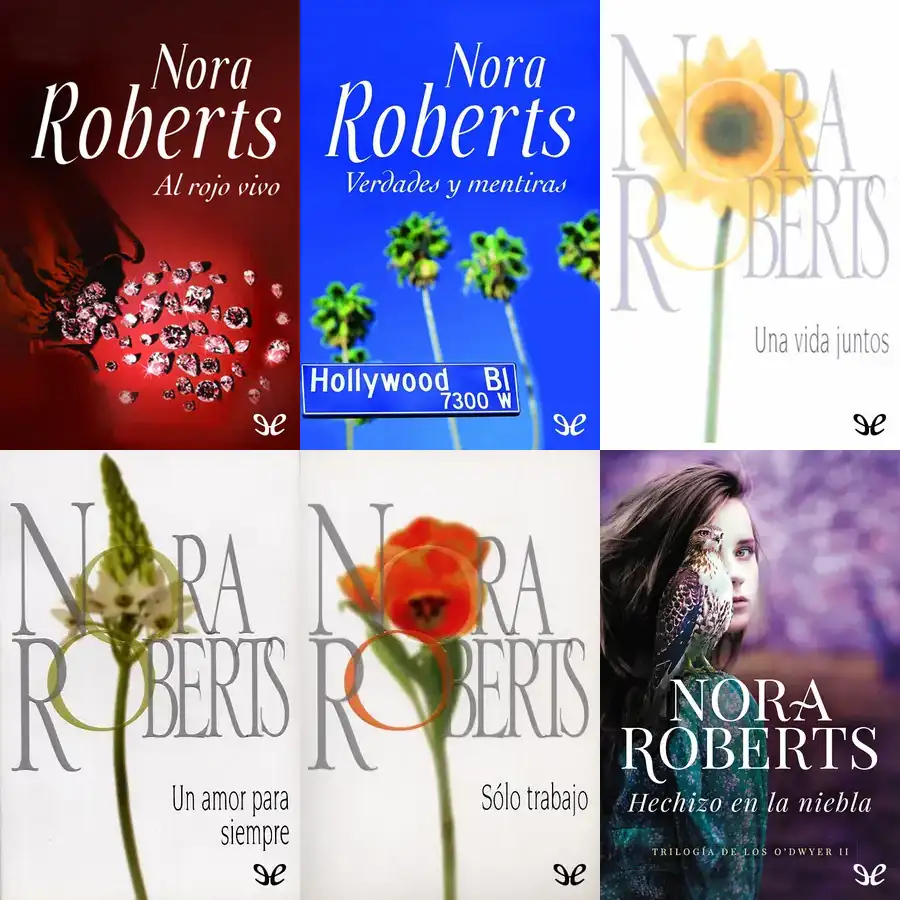 Nora
Roberts
Al rojo vivo
Nora
Roberts
Verdades y mentiras
Hollywood Bl
7300 W
NORA
ROBERTS
Una vida juntos
NORA
ROBERTS
Un amor para
siempre
NORA
ROBERTS
Sólo trabajo
NORA
ROBERTS
Hechizo en la niebla
TRILOGÍA DE LOS O'DWYER II